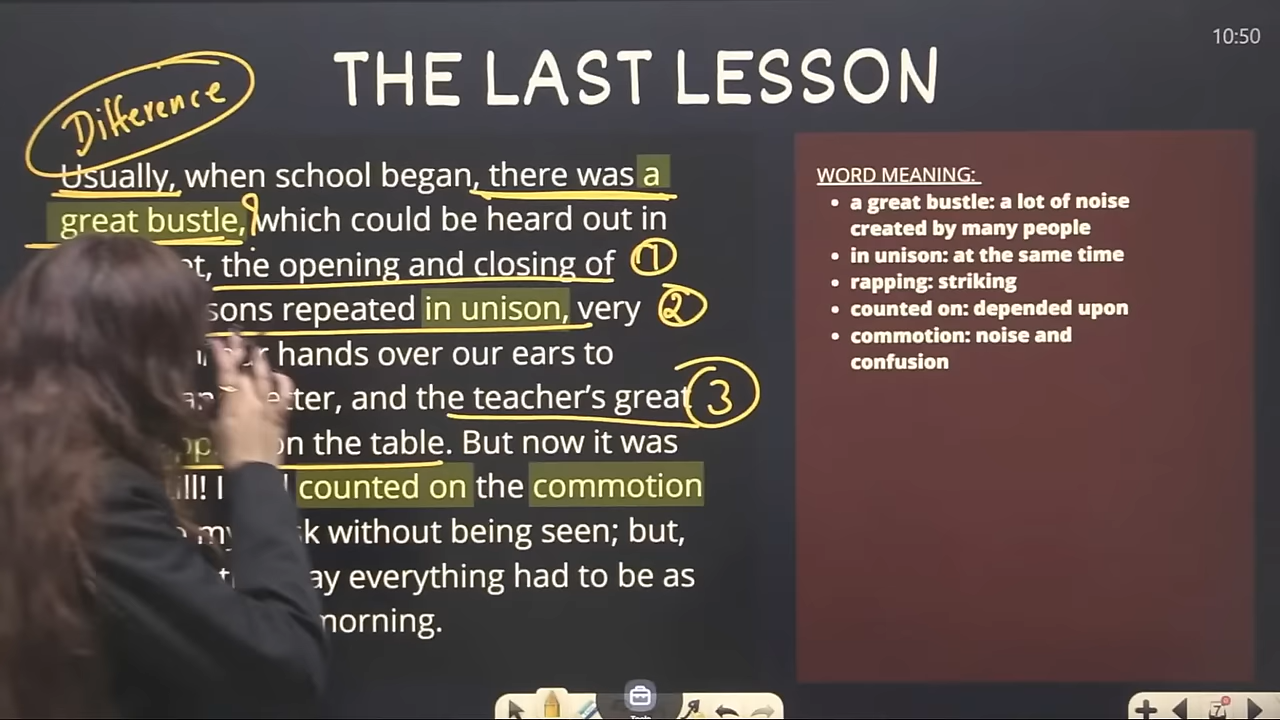 10:50
THE LAST LESSON
Difference
Usually, when school began, there was a
great bustle, which could be heard out in
the opening and closing of 1
repeated in unison, very 2
hands over our ears to
and the teacher's great 3
on the table. But now it was
counted on the commotion
without being seen; but,
everything had to be as
morning.
WORD MEANING:
• a great bustle: a lot of noise
created by many people
• in unison: at the same time
• rapping: striking
• counted on: depended upon
• commotion: noise and
confusion
7